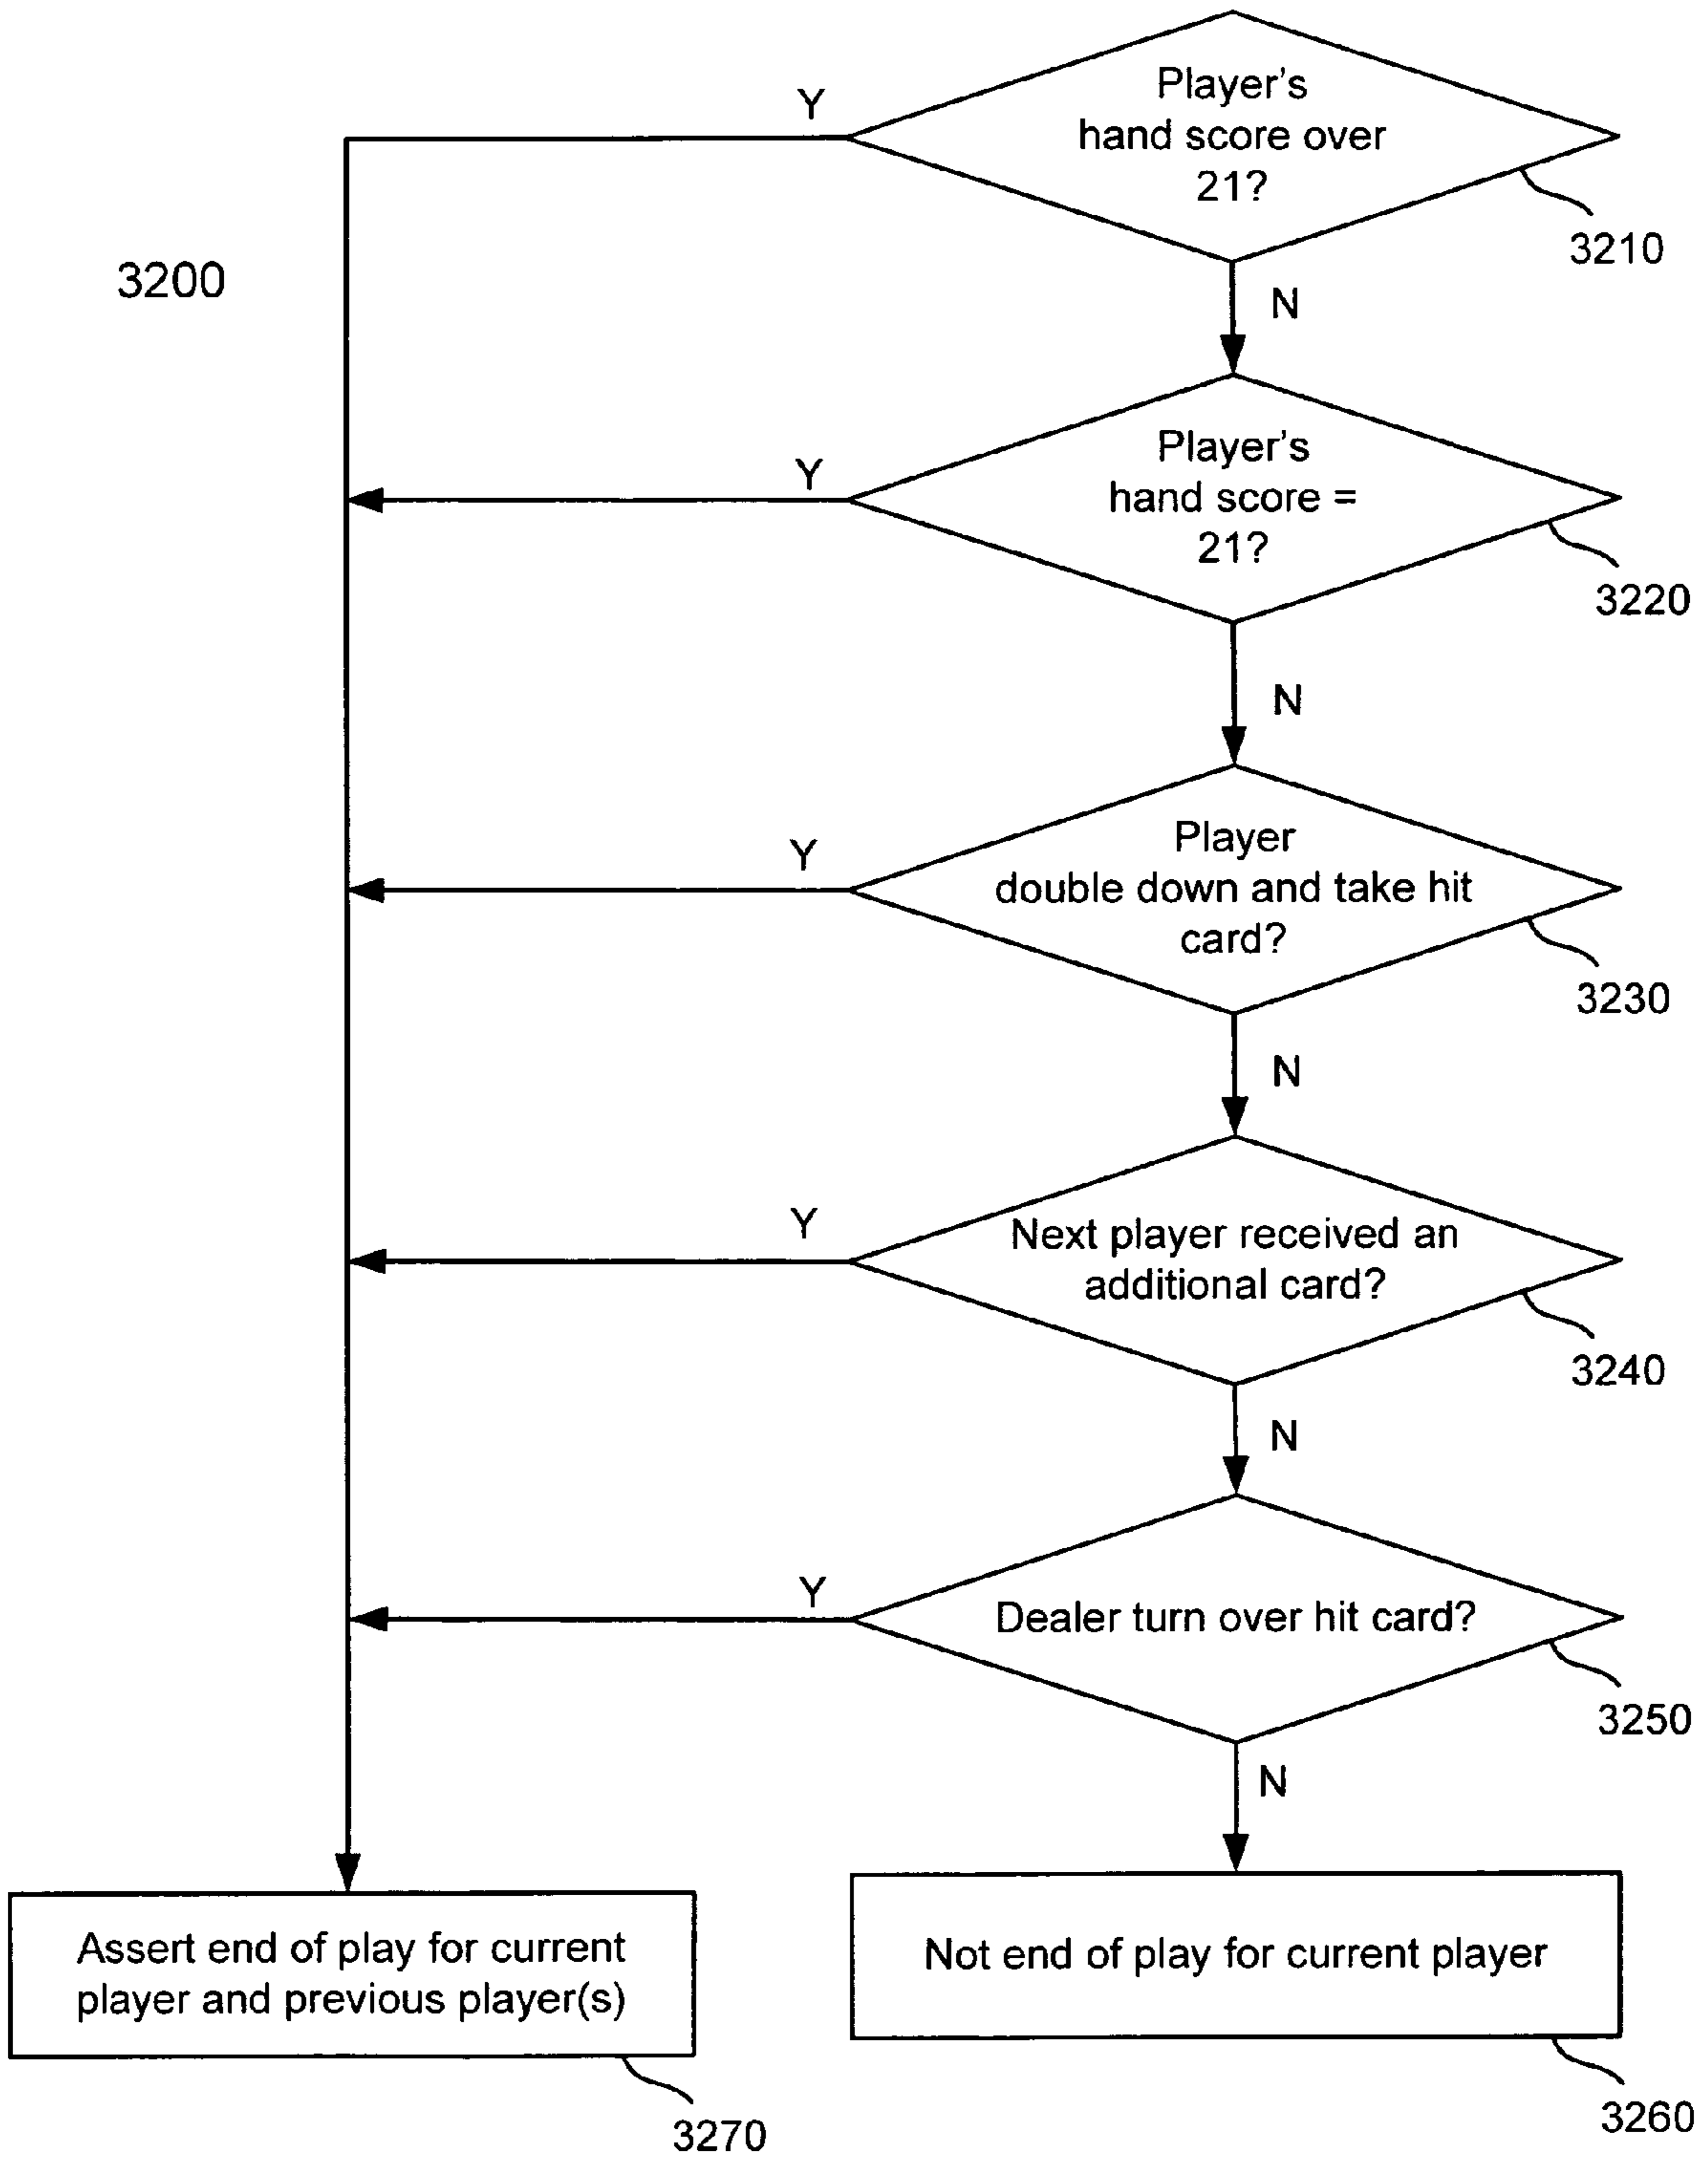 Player's
hand score over
21?
Y
3210
3200
N
Player's
hand score =
21?
Y
3220
N
Player
double down and take hit
card?
Y
3230
N
Next player received an
additional card?
Y
3240
N
Dealer turn over hit card?
Y
3250
N
Assert end of play for current
player and previous player(s)
Not end of play for current player
3270
3260